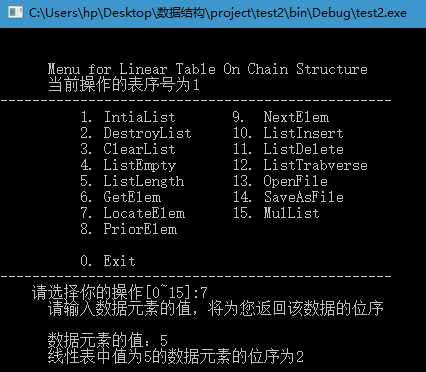 C:\Users\hp\Desktop\数据结构\project\test2\bin\Debug\test2.exe
Menu for Linear Table On Chain Structure
当前操作的表序号为1
-------------------------------------------------
1. IntiaList 9. NextElem
2. DestroyList 10. ListInsert
3. ClearList 11. ListDelete
4. ListEmpty 12. ListTrabverse
5. ListLength 13. OpenFile
6. GetElem 14. SaveAsFile
7. LocateElem 15. MulList
8. PriorElem
0. Exit
-------------------------------------------------
请选择你的操作[0~15]:7
请输入数据元素的值，将为您返回该数据的位序
数据元素的值：5
线性表中值为5的数据元素的位序为2